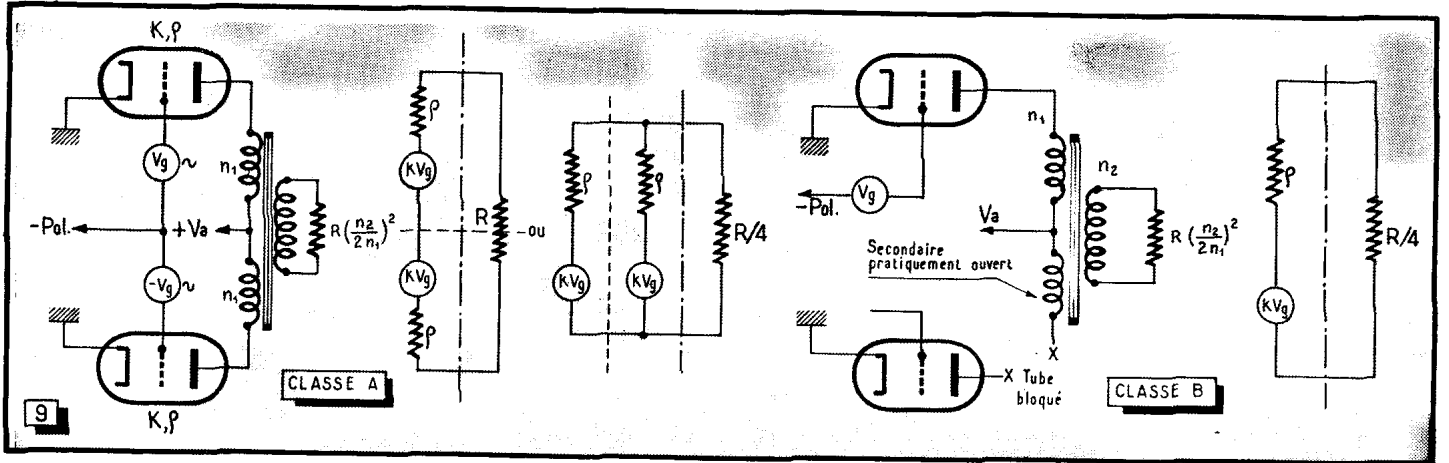 K,ρ
Vg ~
-Pol.
+Va
-Vg ~
n₁
n₁
R(n₂/2n₁)²
K,ρ
CLASSE A
9
ρ
KVg
R
KVg
ρ
ou
ρ
ρ
KVg
KVg
R/4
n₁
n₂
Vg
-Pol.
Va
R(n₂/2n₁)²
Secondaire
pratiquement ouvert
X
X Tube
bloqué
CLASSE B
ρ
KVg
R/4